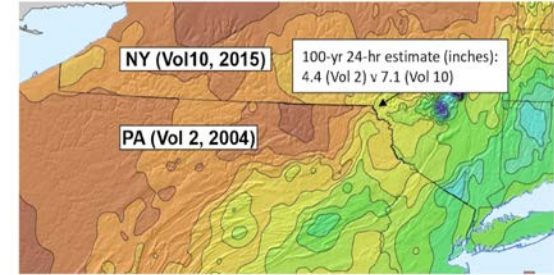 NY (Vol10, 2015)
100-yr 24-hr estimate (inches):
4.4 (Vol 2) v 7.1 (Vol 10)
PA (Vol 2, 2004)